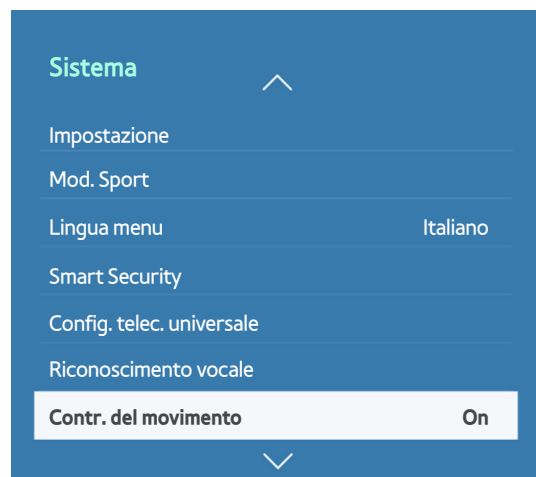 Sistema
Impostazione
Mod. Sport
Lingua menu Italiano
Smart Security
Config. telec. universale
Riconoscimento vocale
Contr. del movimento On